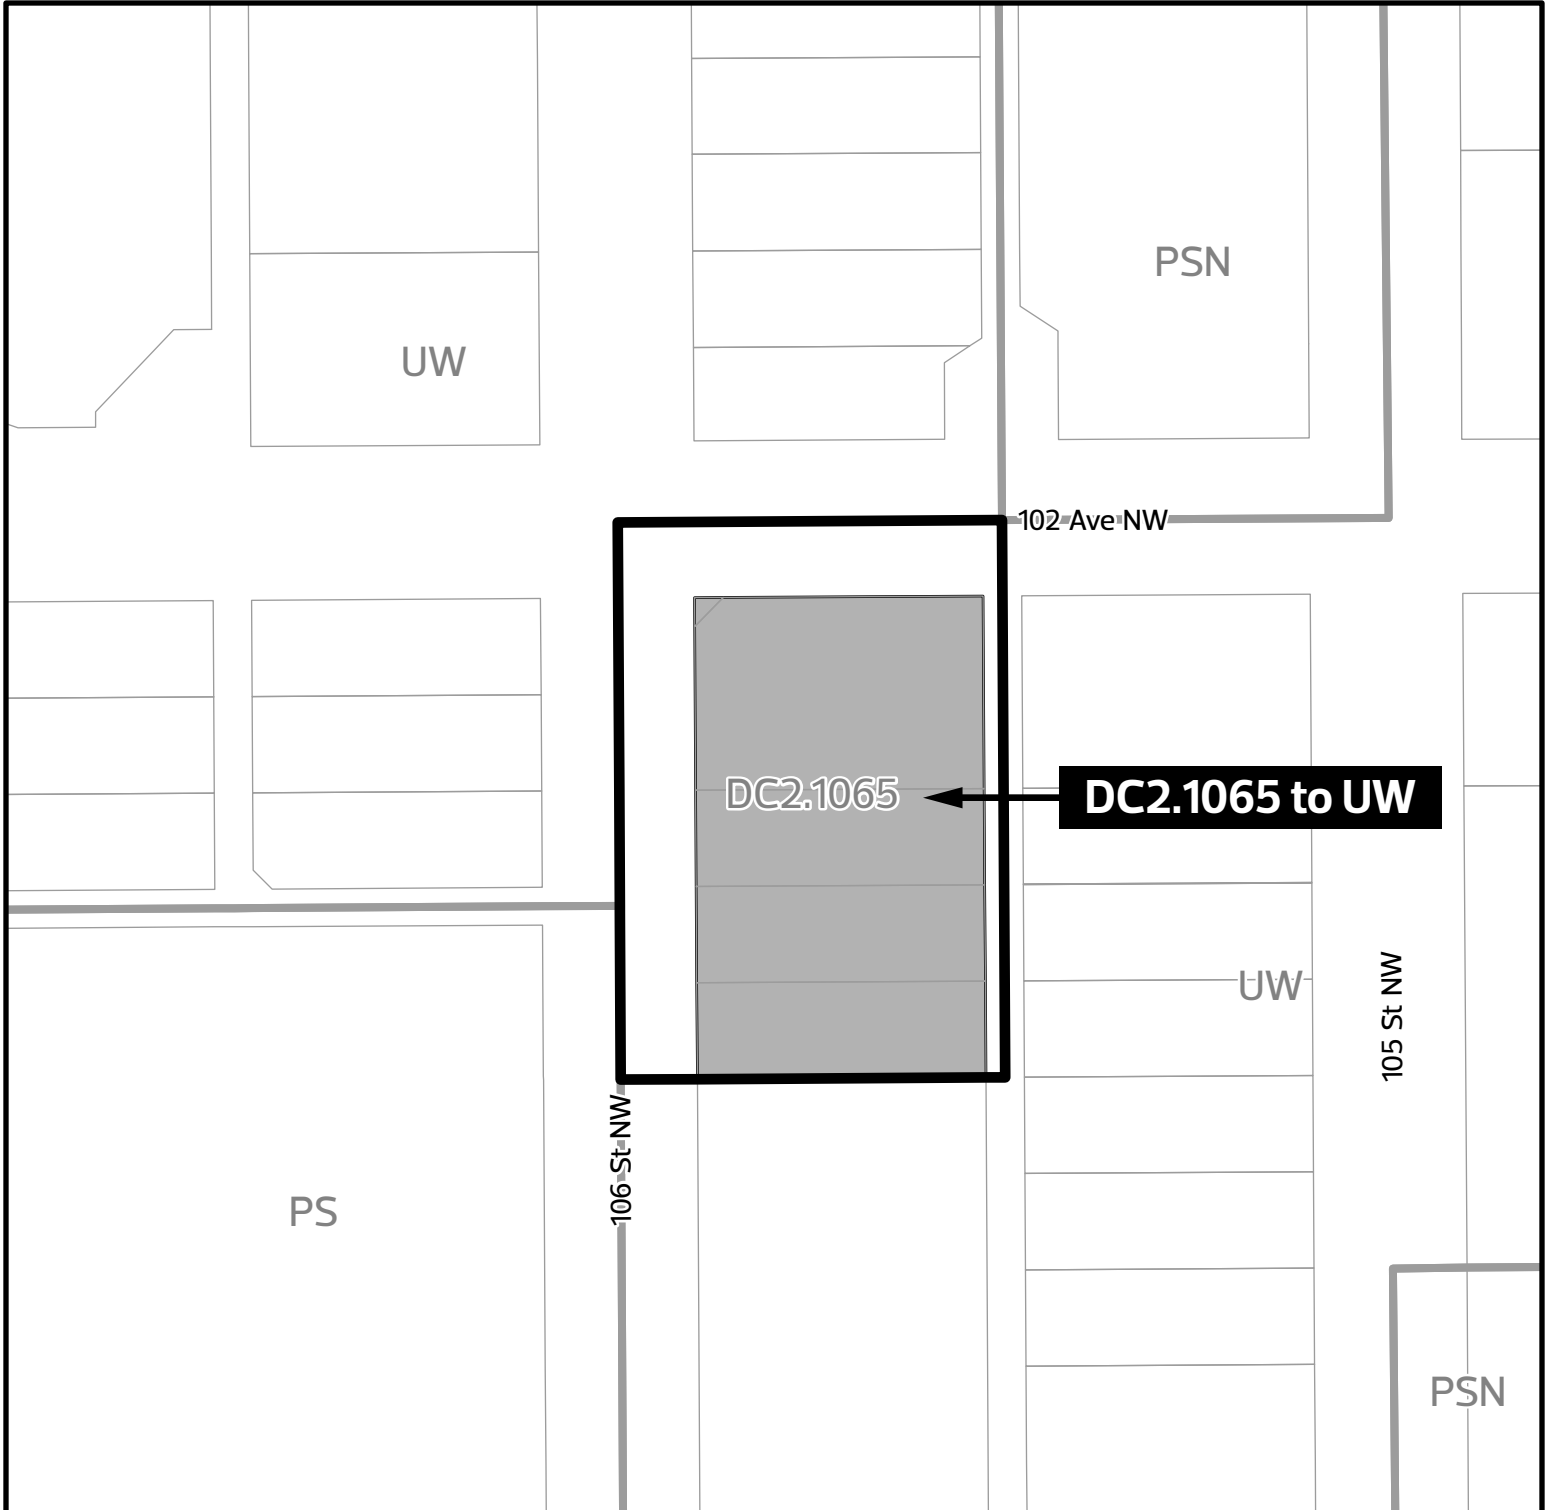 PSN
UW
102 Ave NW
DC2.1065
DC2.1065 to UW
UW
105 St NW
106 St NW
PS
PSN